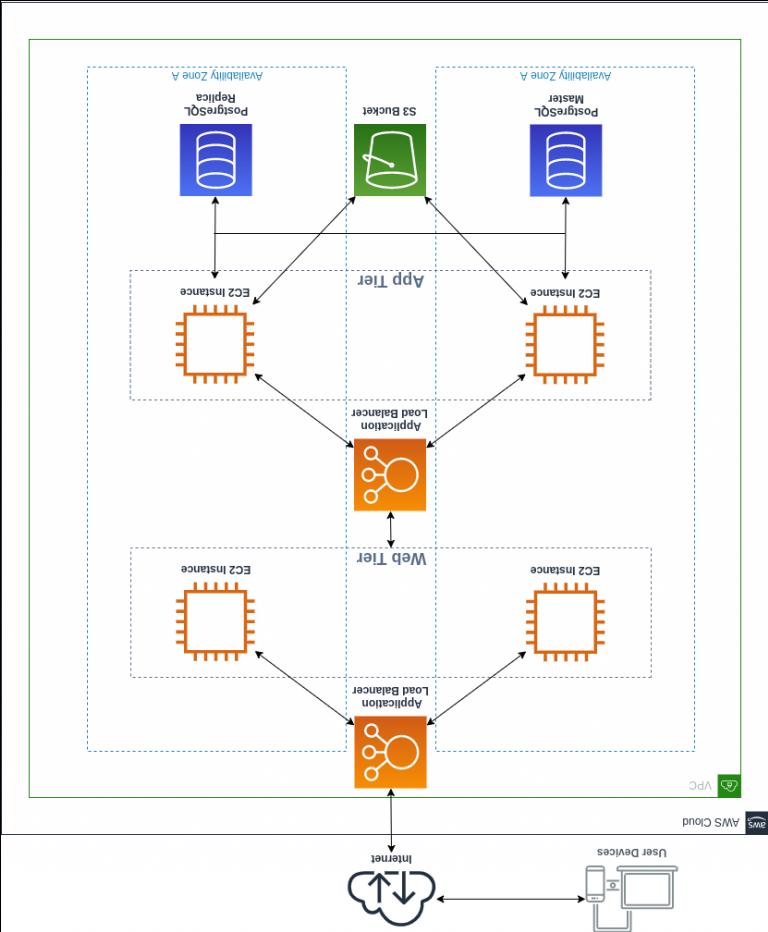 User Devices
Internet
aws
AWS Cloud
VPC
Application
Load Balancer
EC2 Instance
EC2 Instance
Web Tier
Application
Load Balancer
EC2 Instance
EC2 Instance
App Tier
PostgreSQL
Master
S3 Bucket
PostgreSQL
Replica
Availability Zone A
Availability Zone A